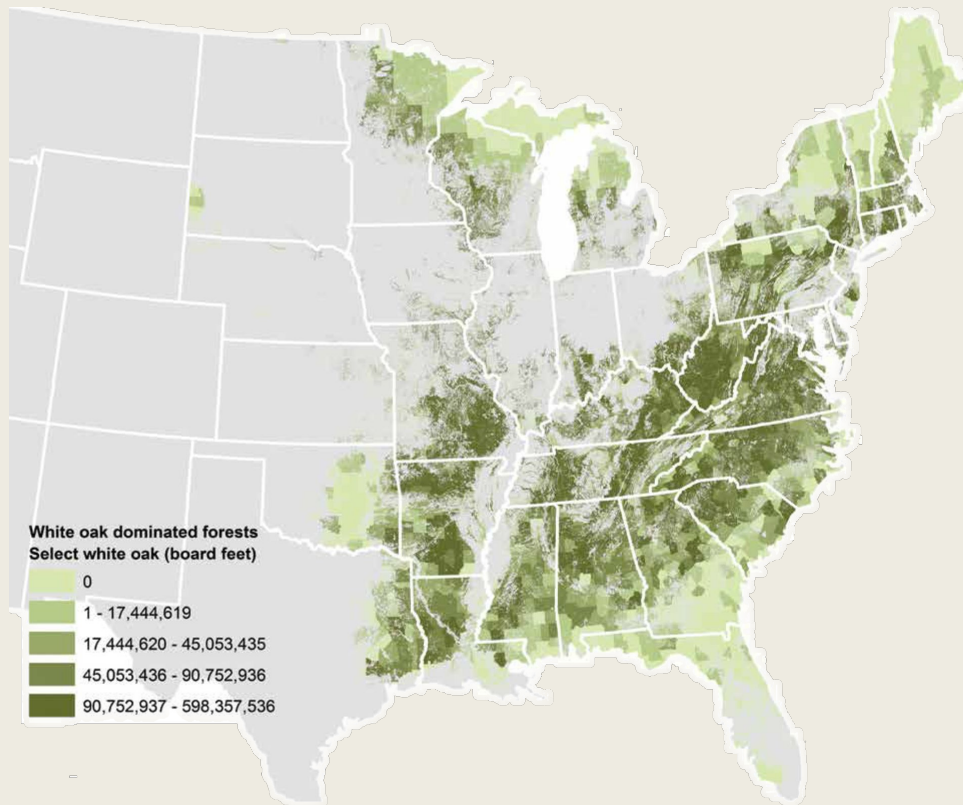 White oak dominated forests
Select white oak (board feet)
0
1 - 17,444,619
17,444,620 - 45,053,435
45,053,436 - 90,752,936
90,752,937 - 598,357,536